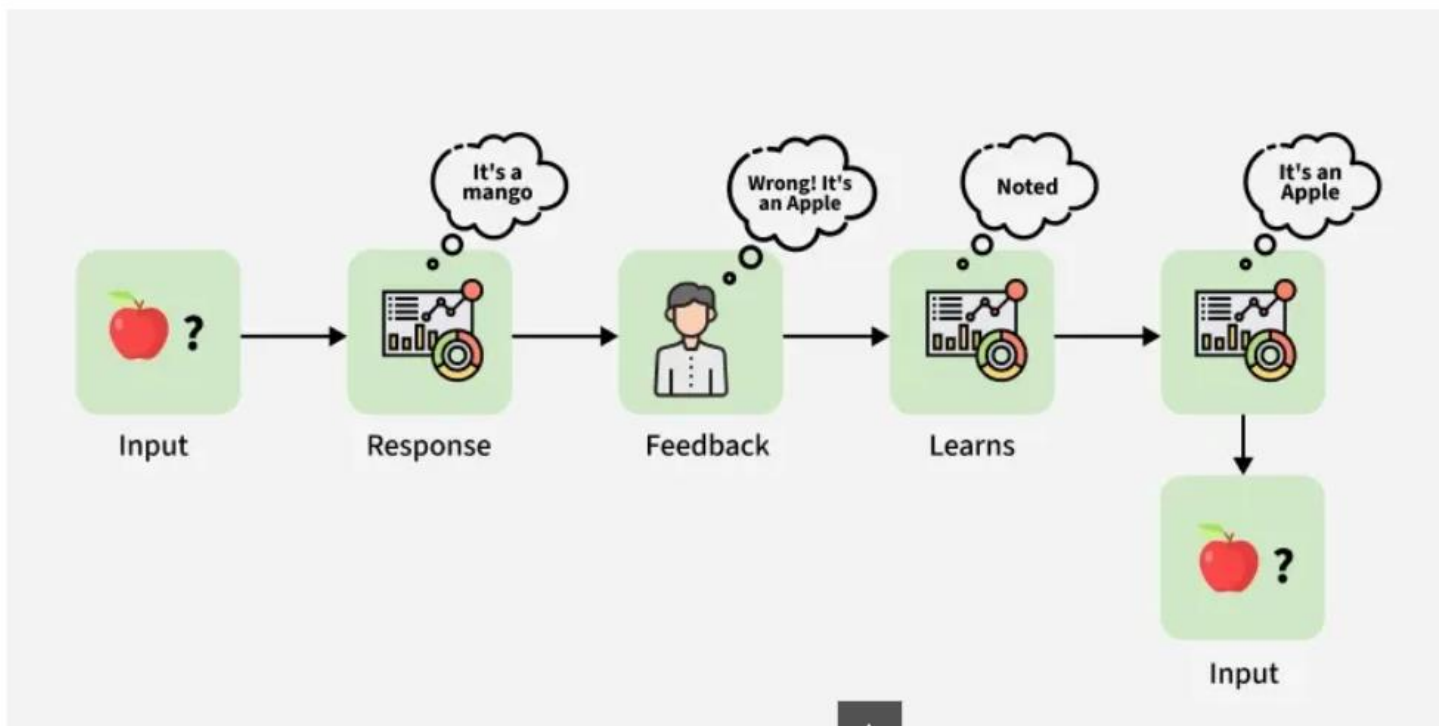 It's a
mango
Wrong! It's
an Apple
Noted
It's an
Apple
?
Input
Response
Feedback
Learns
?
Input